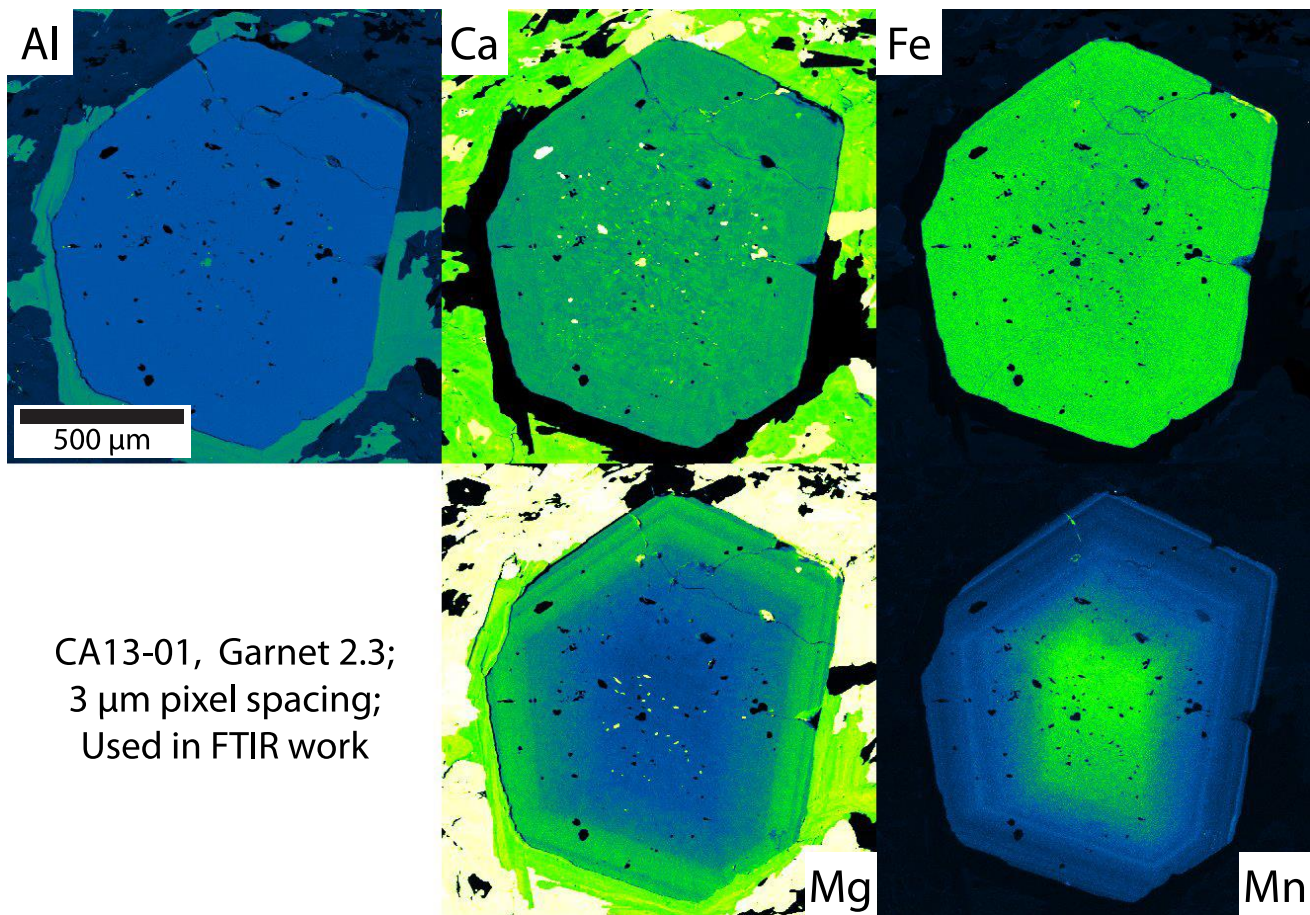 Al
Ca
Fe
500 μm
CA13-01, Garnet 2.3;
3 μm pixel spacing;
Used in FTIR work
Mg
Mn